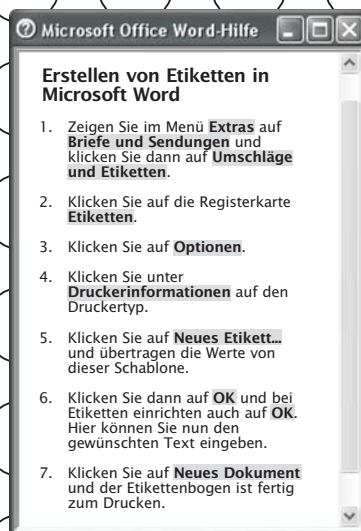 Microsoft Office Word-Hilfe
Erstellen von Etiketten in
Microsoft Word
1. Zeigen Sie im Menü Extras auf
Briefe und Sendungen und
klicken Sie dann auf Umschläge
und Etiketten.
2. Klicken Sie auf die Registerkarte
Etiketten.
3. Klicken Sie auf Optionen.
4. Klicken Sie unter
Druckerinformationen auf den
Druckertyp.
5. Klicken Sie auf Neues Etikett...
und übertragen die Werte von
dieser Schablone.
6. Klicken Sie dann auf OK und bei
Etiketten einrichten auch auf OK.
Hier können Sie nun den
gewünschten Text eingeben.
7. Klicken Sie auf Neues Dokument
und der Etikettenbogen ist fertig
zum Drucken.